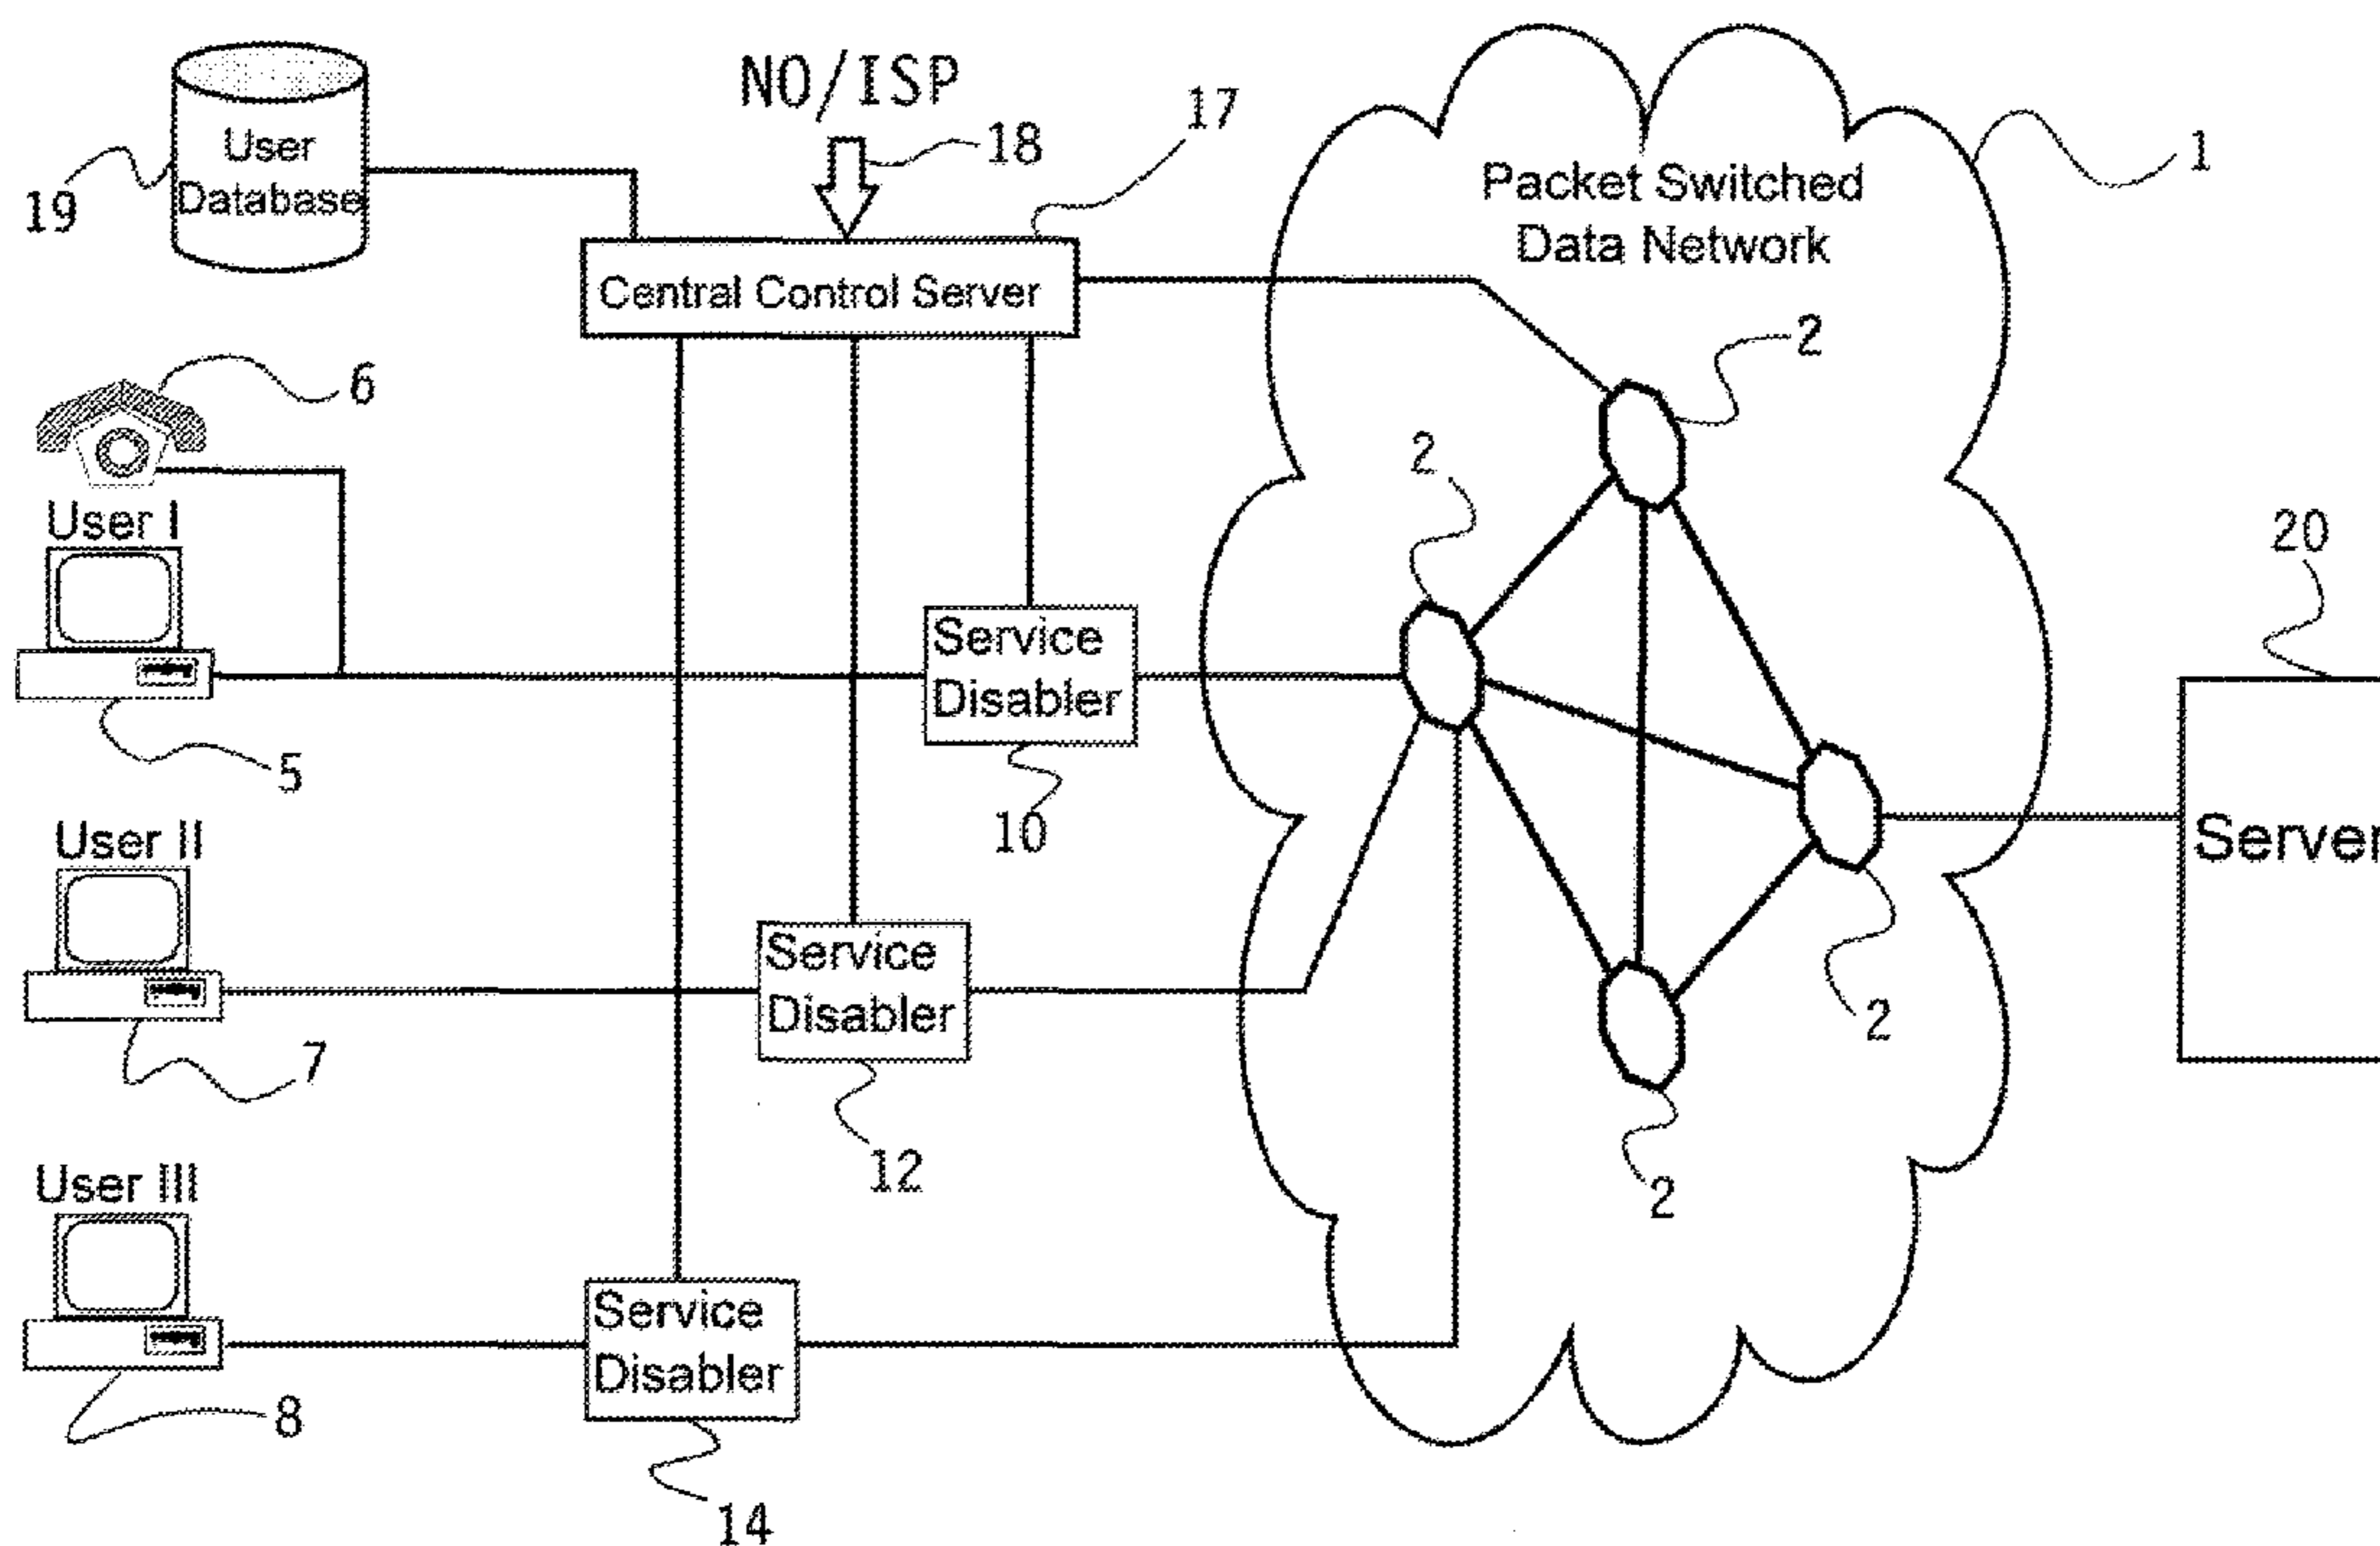 NO/ISP
17
18
User
Database
19
1
Packet Switched
Data Network
Central Control Server
2
6
2
User I
20
Service
Disabler
5
10
User II
Server
Service
Disabler
2
7
12
User III
2
Service
Disabler
8
14